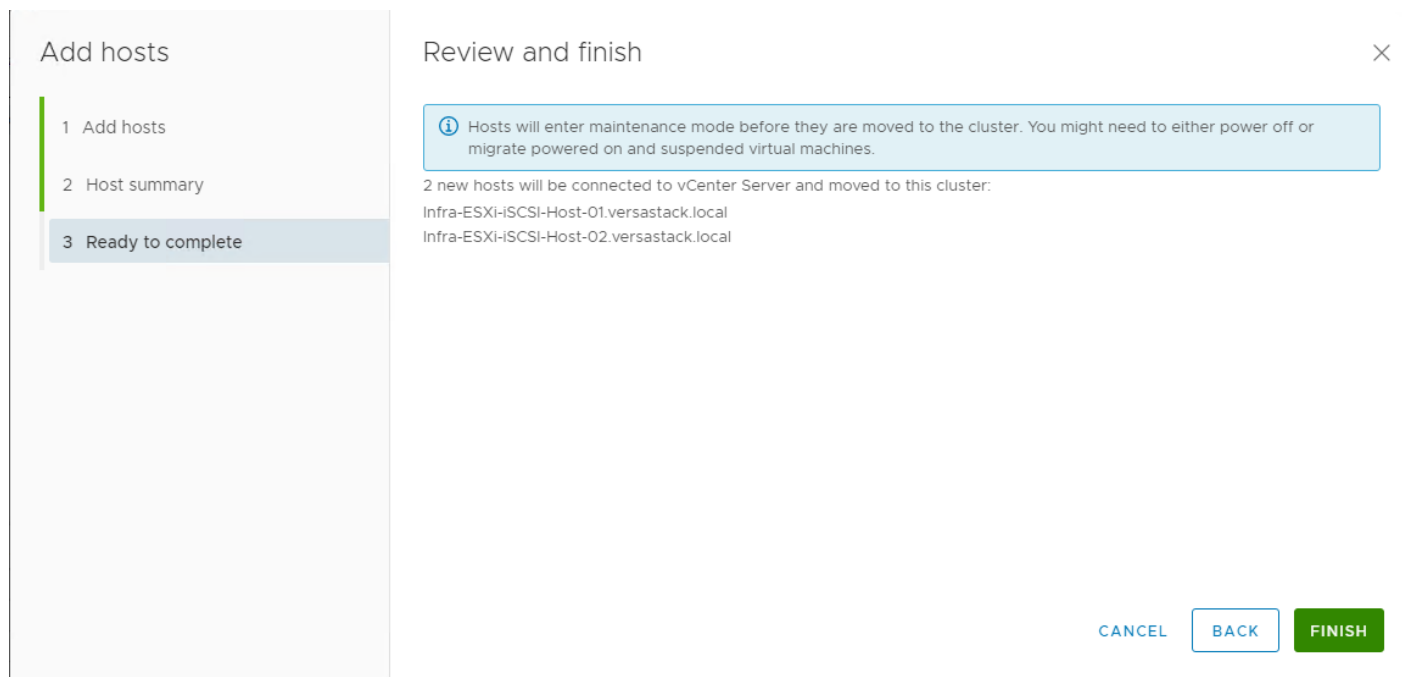 Add hosts
1 Add hosts
2 Host summary
3 Ready to complete
Review and finish
Hosts will enter maintenance mode before they are moved to the cluster. You might need to either power off or
migrate powered on and suspended virtual machines.
2 new hosts will be connected to vCenter Server and moved to this cluster:
Infra-ESXi-iSCSI-Host-01.versastack.local
Infra-ESXi-iSCSI-Host-02.versastack.local
CANCEL BACK FINISH